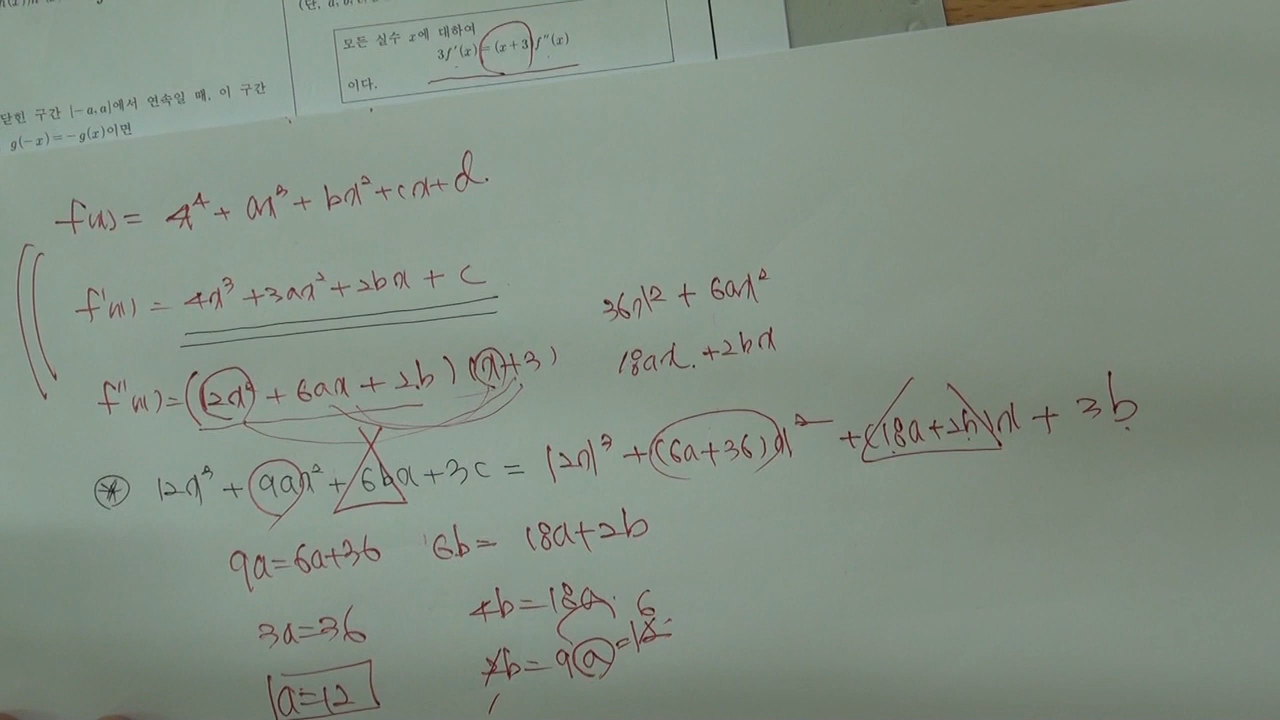 (단,
모든 실수 x에 대하여
3f'(x)=(x+3)f''(x)
이다.
닫힌 구간 [-a, a]에서 연속일 때, 이 구간
g(-x)=-g(x)이면
f(x) = x⁴ + ax³ + bx² + cx + d.
f'(x) = 4x³ + 3ax² + 2bx + c
36x² + 6ax²
f''(x) = (12x² + 6ax + 2b)(x+3)
18ax + 2bx
※ 12x³ + 9ax² + 6bx + 3c = 12x³ + (6a+36)x² + (18a+2b)x + 3b
9a=6a+36 6b= 18a+2b
3a=36 4b=18a
6
2b = 9a = 12
a=12